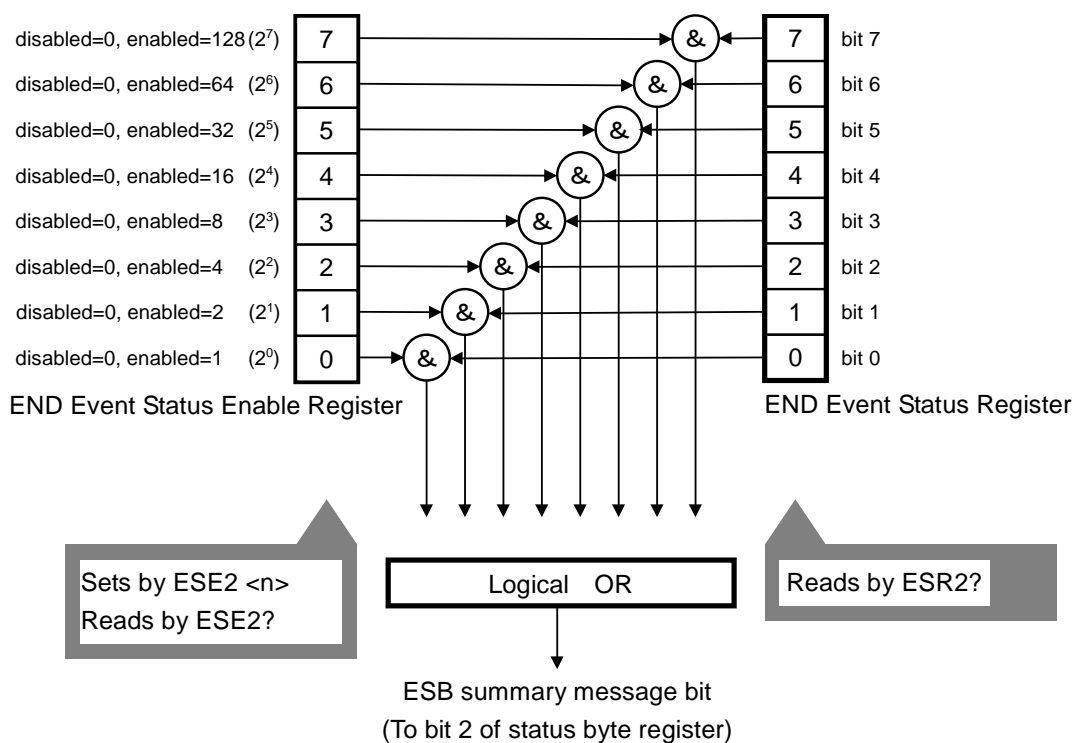 disabled=0, enabled=128 (2⁷) 7 & 7 bit 7
disabled=0, enabled=64 (2⁶) 6 & 6 bit 6
disabled=0, enabled=32 (2⁵) 5 & 5 bit 5
disabled=0, enabled=16 (2⁴) 4 & 4 bit 4
disabled=0, enabled=8 (2³) 3 & 3 bit 3
disabled=0, enabled=4 (2²) 2 & 2 bit 2
disabled=0, enabled=2 (2¹) 1 & 1 bit 1
disabled=0, enabled=1 (2⁰) 0 & 0 bit 0
END Event Status Enable Register
END Event Status Register
Sets by ESE2 <n>
Reads by ESE2?
Logical OR
Reads by ESR2?
ESB summary message bit
(To bit 2 of status byte register)